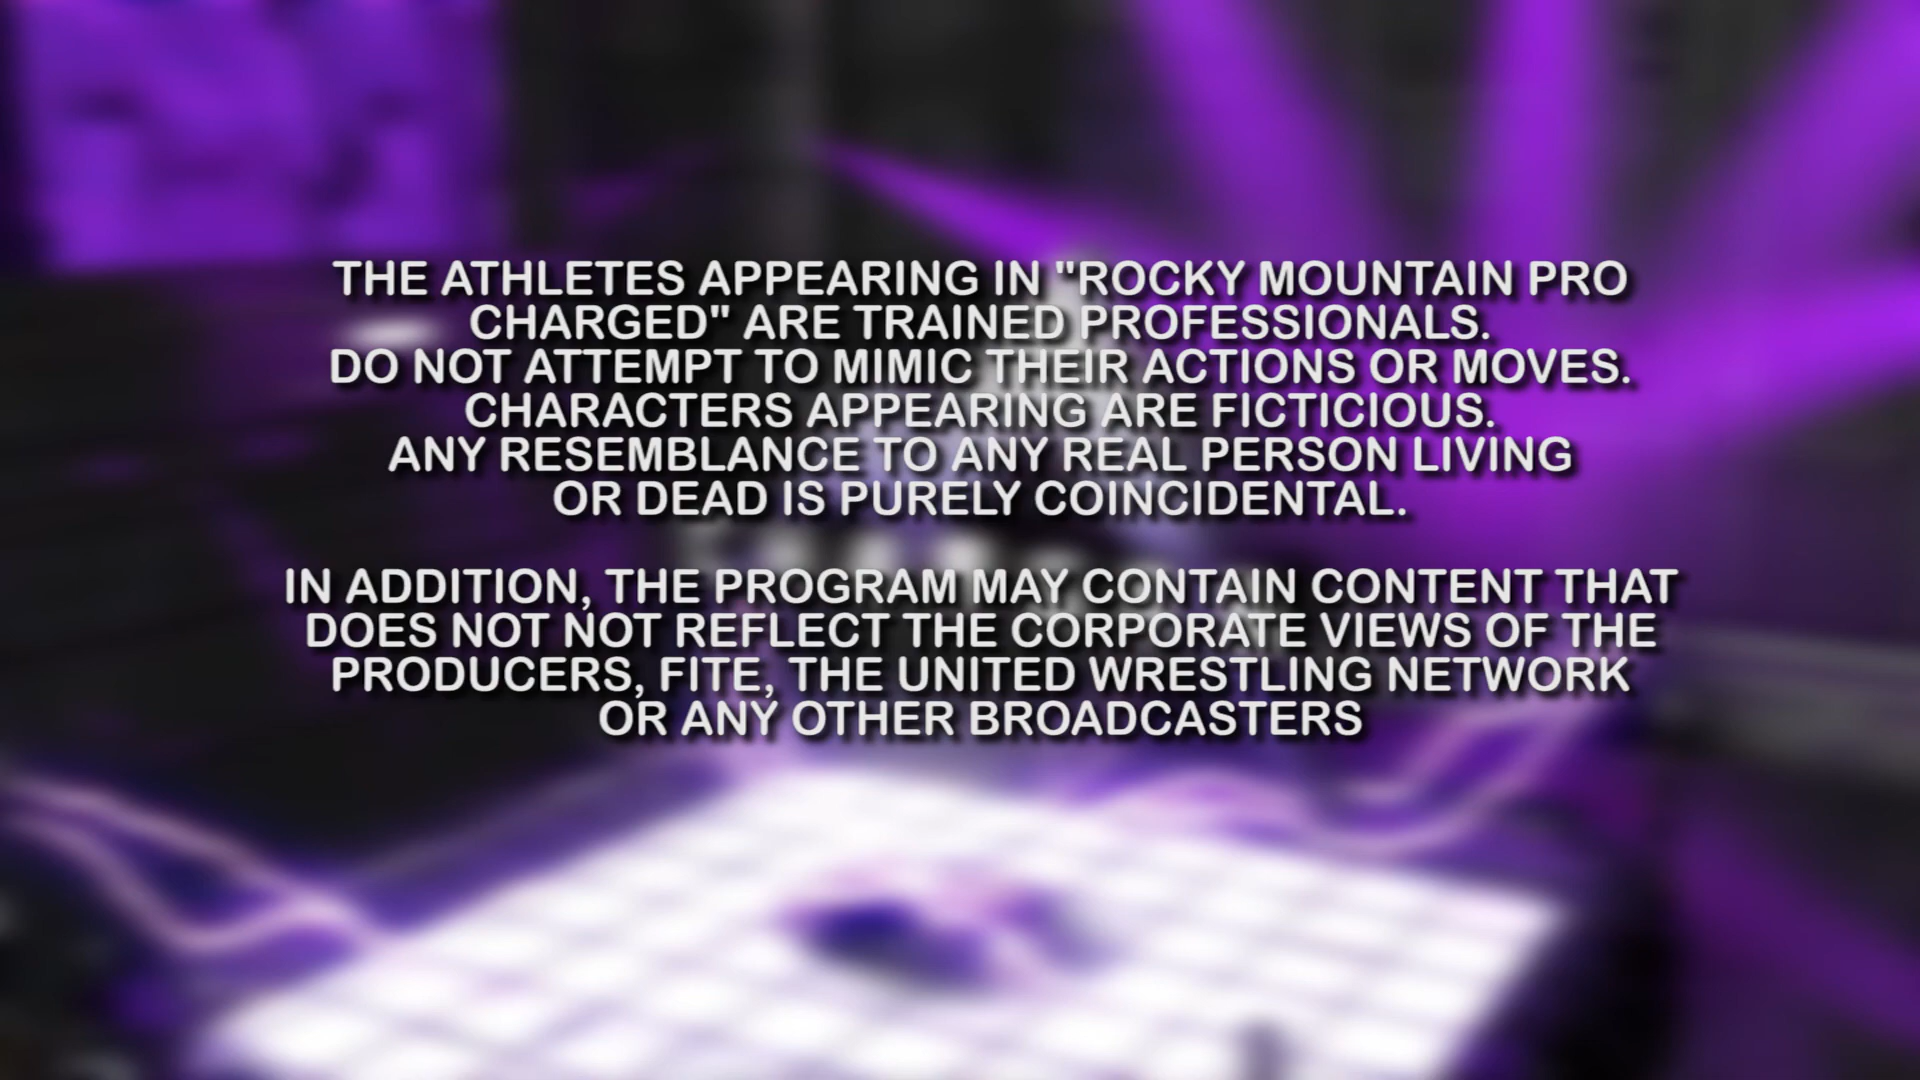 THE ATHLETES APPEARING IN "ROCKY MOUNTAIN PRO
CHARGED" ARE TRAINED PROFESSIONALS.
DO NOT ATTEMPT TO MIMIC THEIR ACTIONS OR MOVES.
CHARACTERS APPEARING ARE FICTICIOUS.
ANY RESEMBLANCE TO ANY REAL PERSON LIVING
OR DEAD IS PURELY COINCIDENTAL.
IN ADDITION, THE PROGRAM MAY CONTAIN CONTENT THAT
DOES NOT NOT REFLECT THE CORPORATE VIEWS OF THE
PRODUCERS, FITE, THE UNITED WRESTLING NETWORK
OR ANY OTHER BROADCASTERS